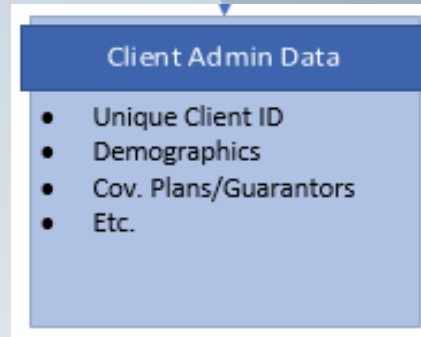 Client Admin Data
● Unique Client ID
● Demographics
● Cov. Plans/Guarantors
● Etc.